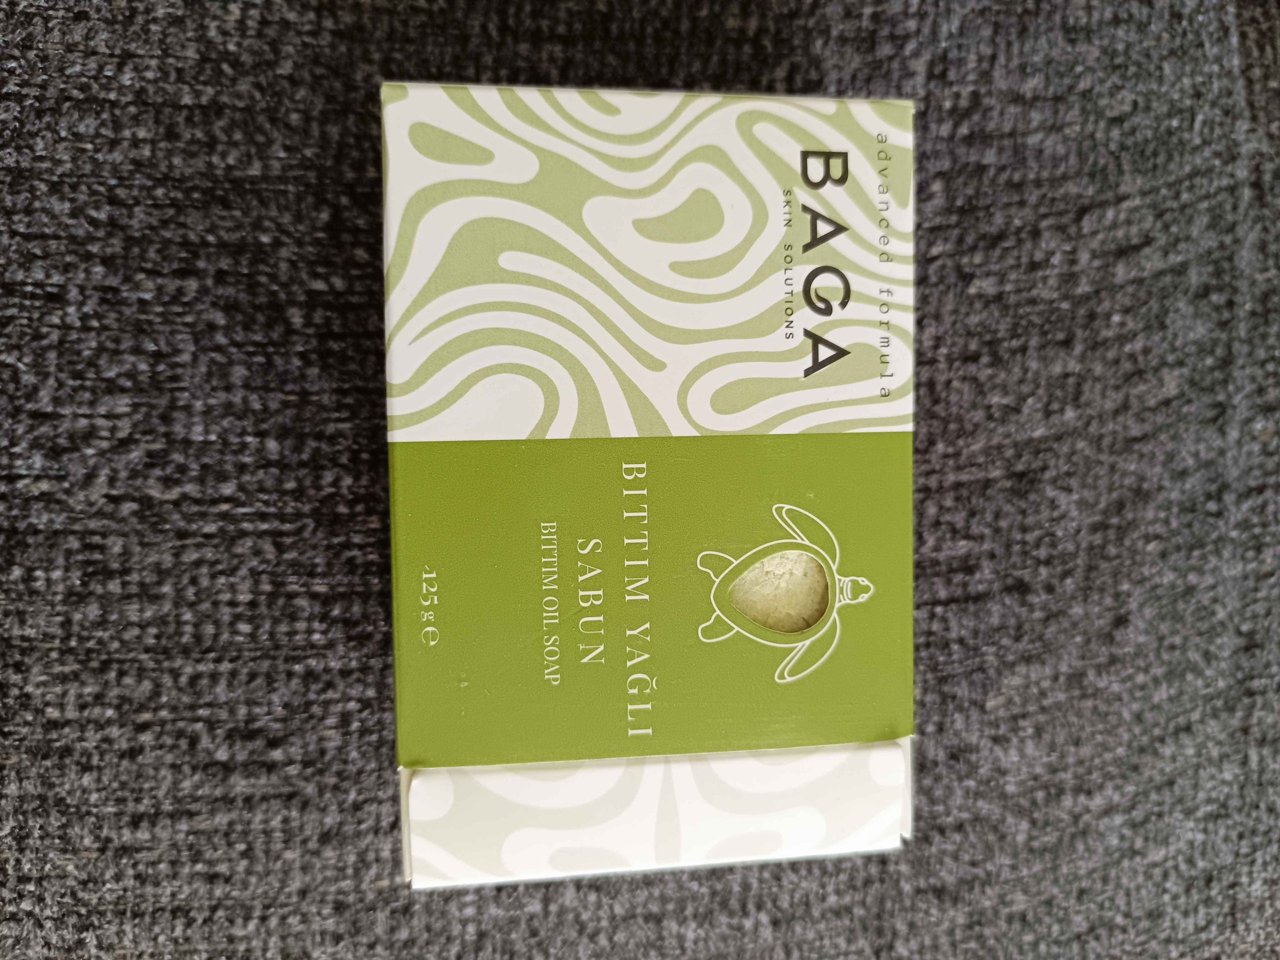 advanced formula
BAGA
SKIN SOLUTIONS
BITTIM YAĞLI
SABUN
BITTIM OIL SOAP
125 g ℮